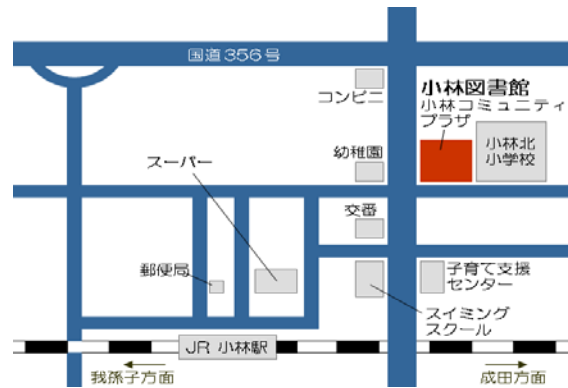 国道356号
コンビニ
小林図書館
小林コミュニティ
プラザ
小林北
小学校
幼稚園
スーパー
交番
郵便局
子育て支援
センター
スイミング
スクール
JR 小林駅
我孫子方面
成田方面